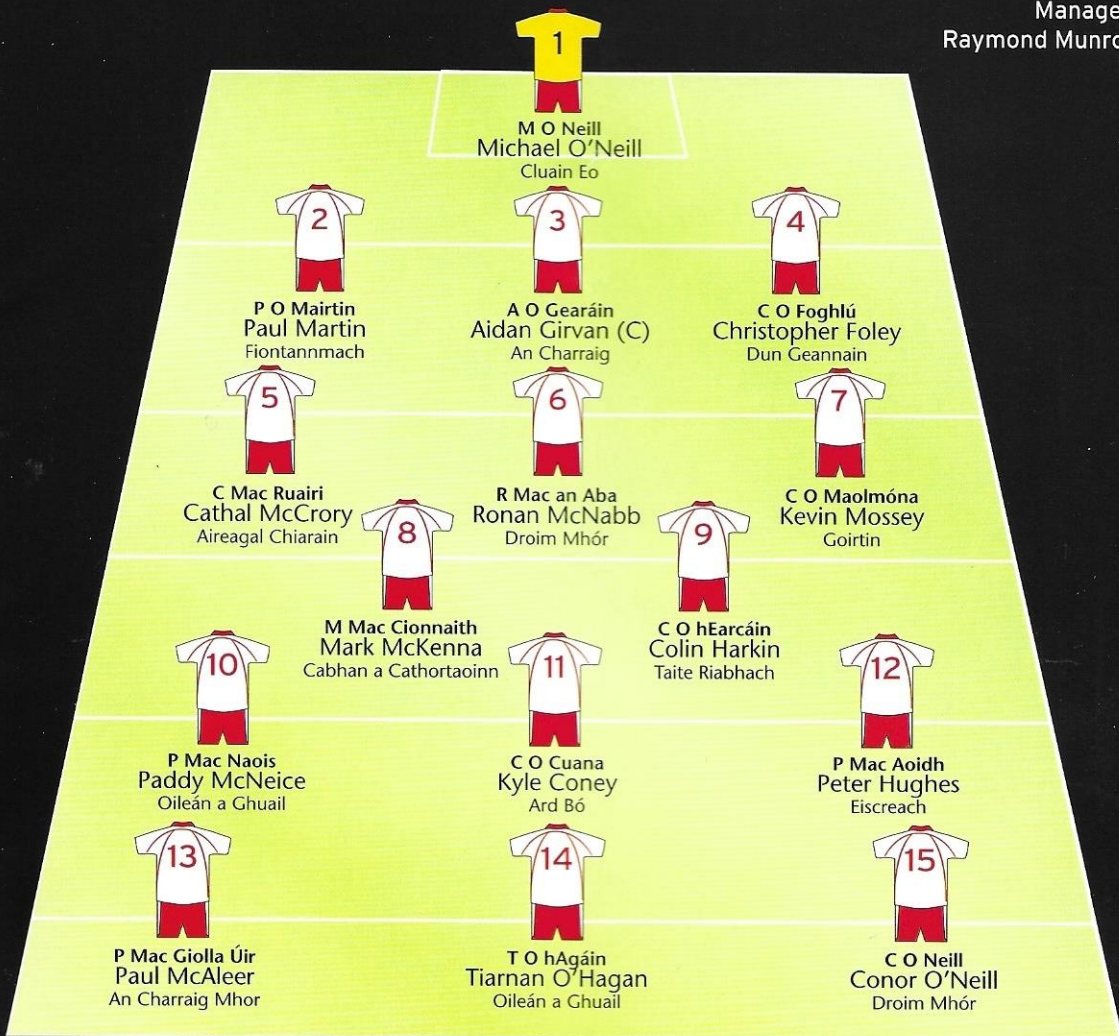 Manage
Raymond Munro
1
M O Neill
Michael O'Neill
Cluain Eo
2
3
4
P O Mairtin
Paul Martin
Fiontannmach
A O Gearáin
Aidan Girvan (C)
An Charraig
C O Foghlú
Christopher Foley
Dun Geannain
5
6
7
C Mac Ruairi
Cathal McCrory
Aireagal Chiarain
R Mac an Aba
Ronan McNabb
Droim Mhór
C O Maolmóna
Kevin Mossey
Goirtin
8
9
M Mac Cionnaith
Mark McKenna
Cabhan a Cathortaoinn
C O hEarcáin
Colin Harkin
Taite Riabhach
10
11
12
P Mac Naois
Paddy McNeice
Oileán a Ghuail
C O Cuana
Kyle Coney
Ard Bó
P Mac Aoidh
Peter Hughes
Eiscreach
13
14
15
P Mac Giolla Úir
Paul McAleer
An Charraig Mhor
T O hAgáin
Tiarnan O'Hagan
Oileán a Ghuail
C O Neill
Conor O'Neill
Droim Mhór